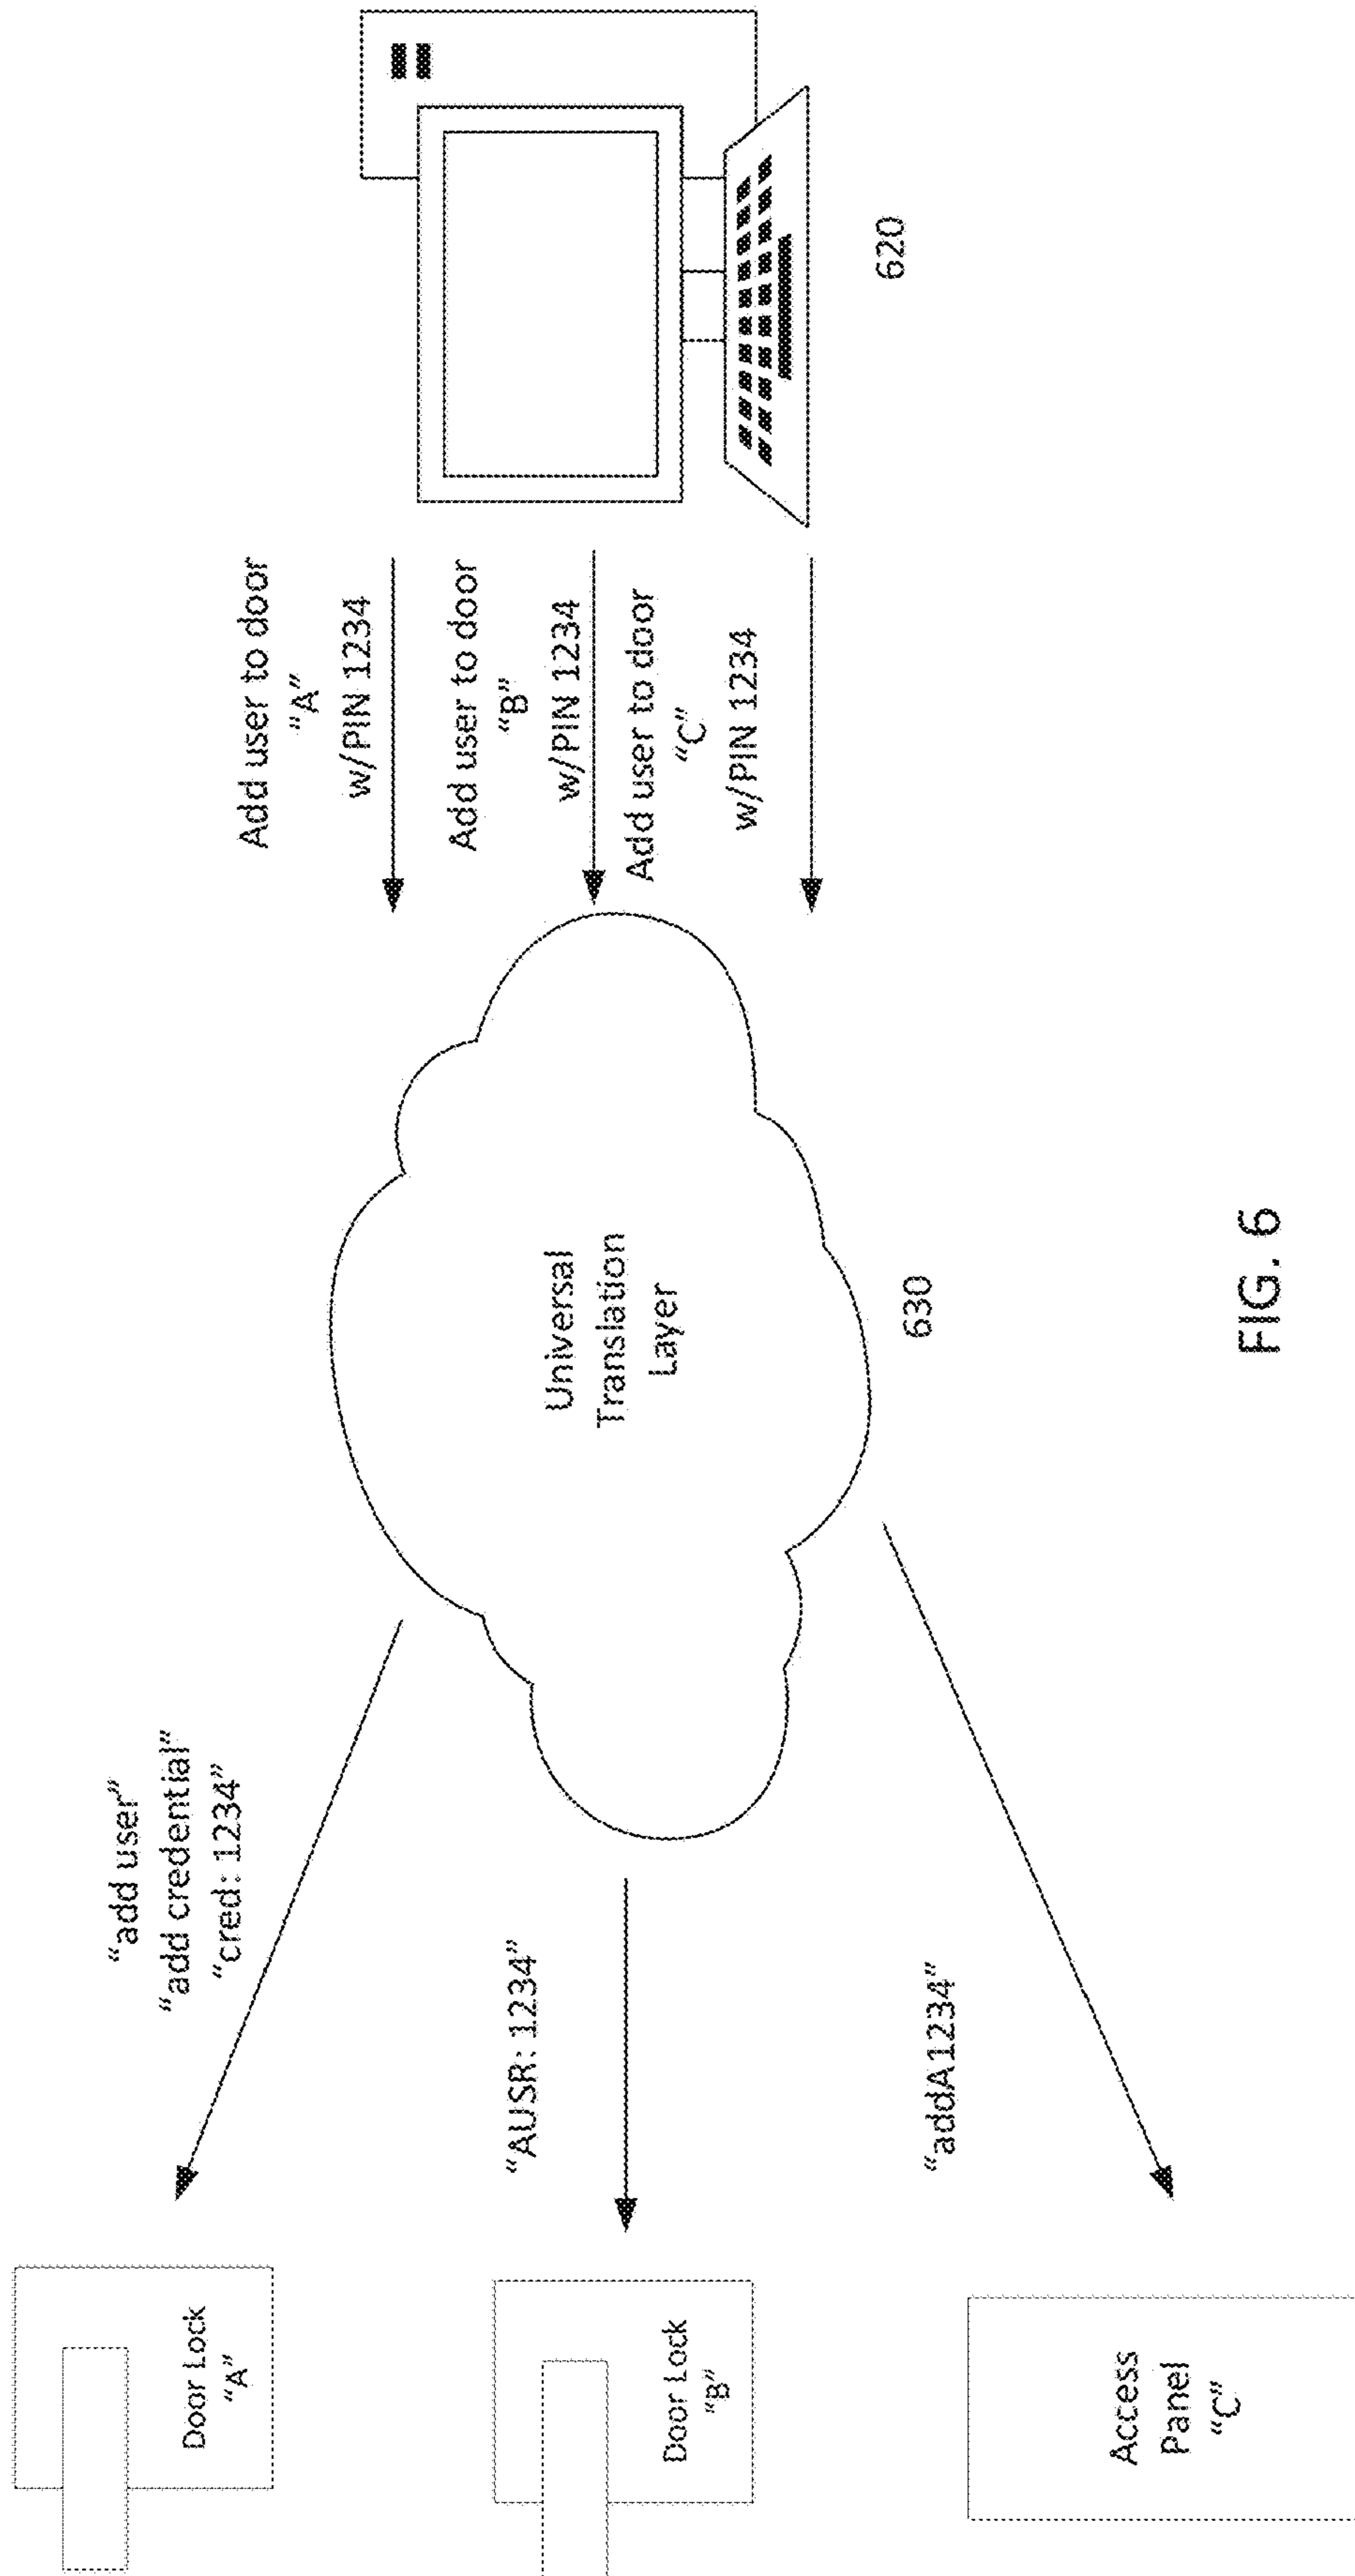 Door Lock
“A”
Door Lock
“B”
Access
Panel
“C”
“add user”
“add credential”
“cred: 1234”
“AUSR: 1234”
“addA1234”
Universal
Translation
Layer
630
Add user to door
“A”
w/PIN 1234
Add user to door
“B”
w/PIN 1234
Add user to door
“C”
w/PIN 1234
620
FIG. 6